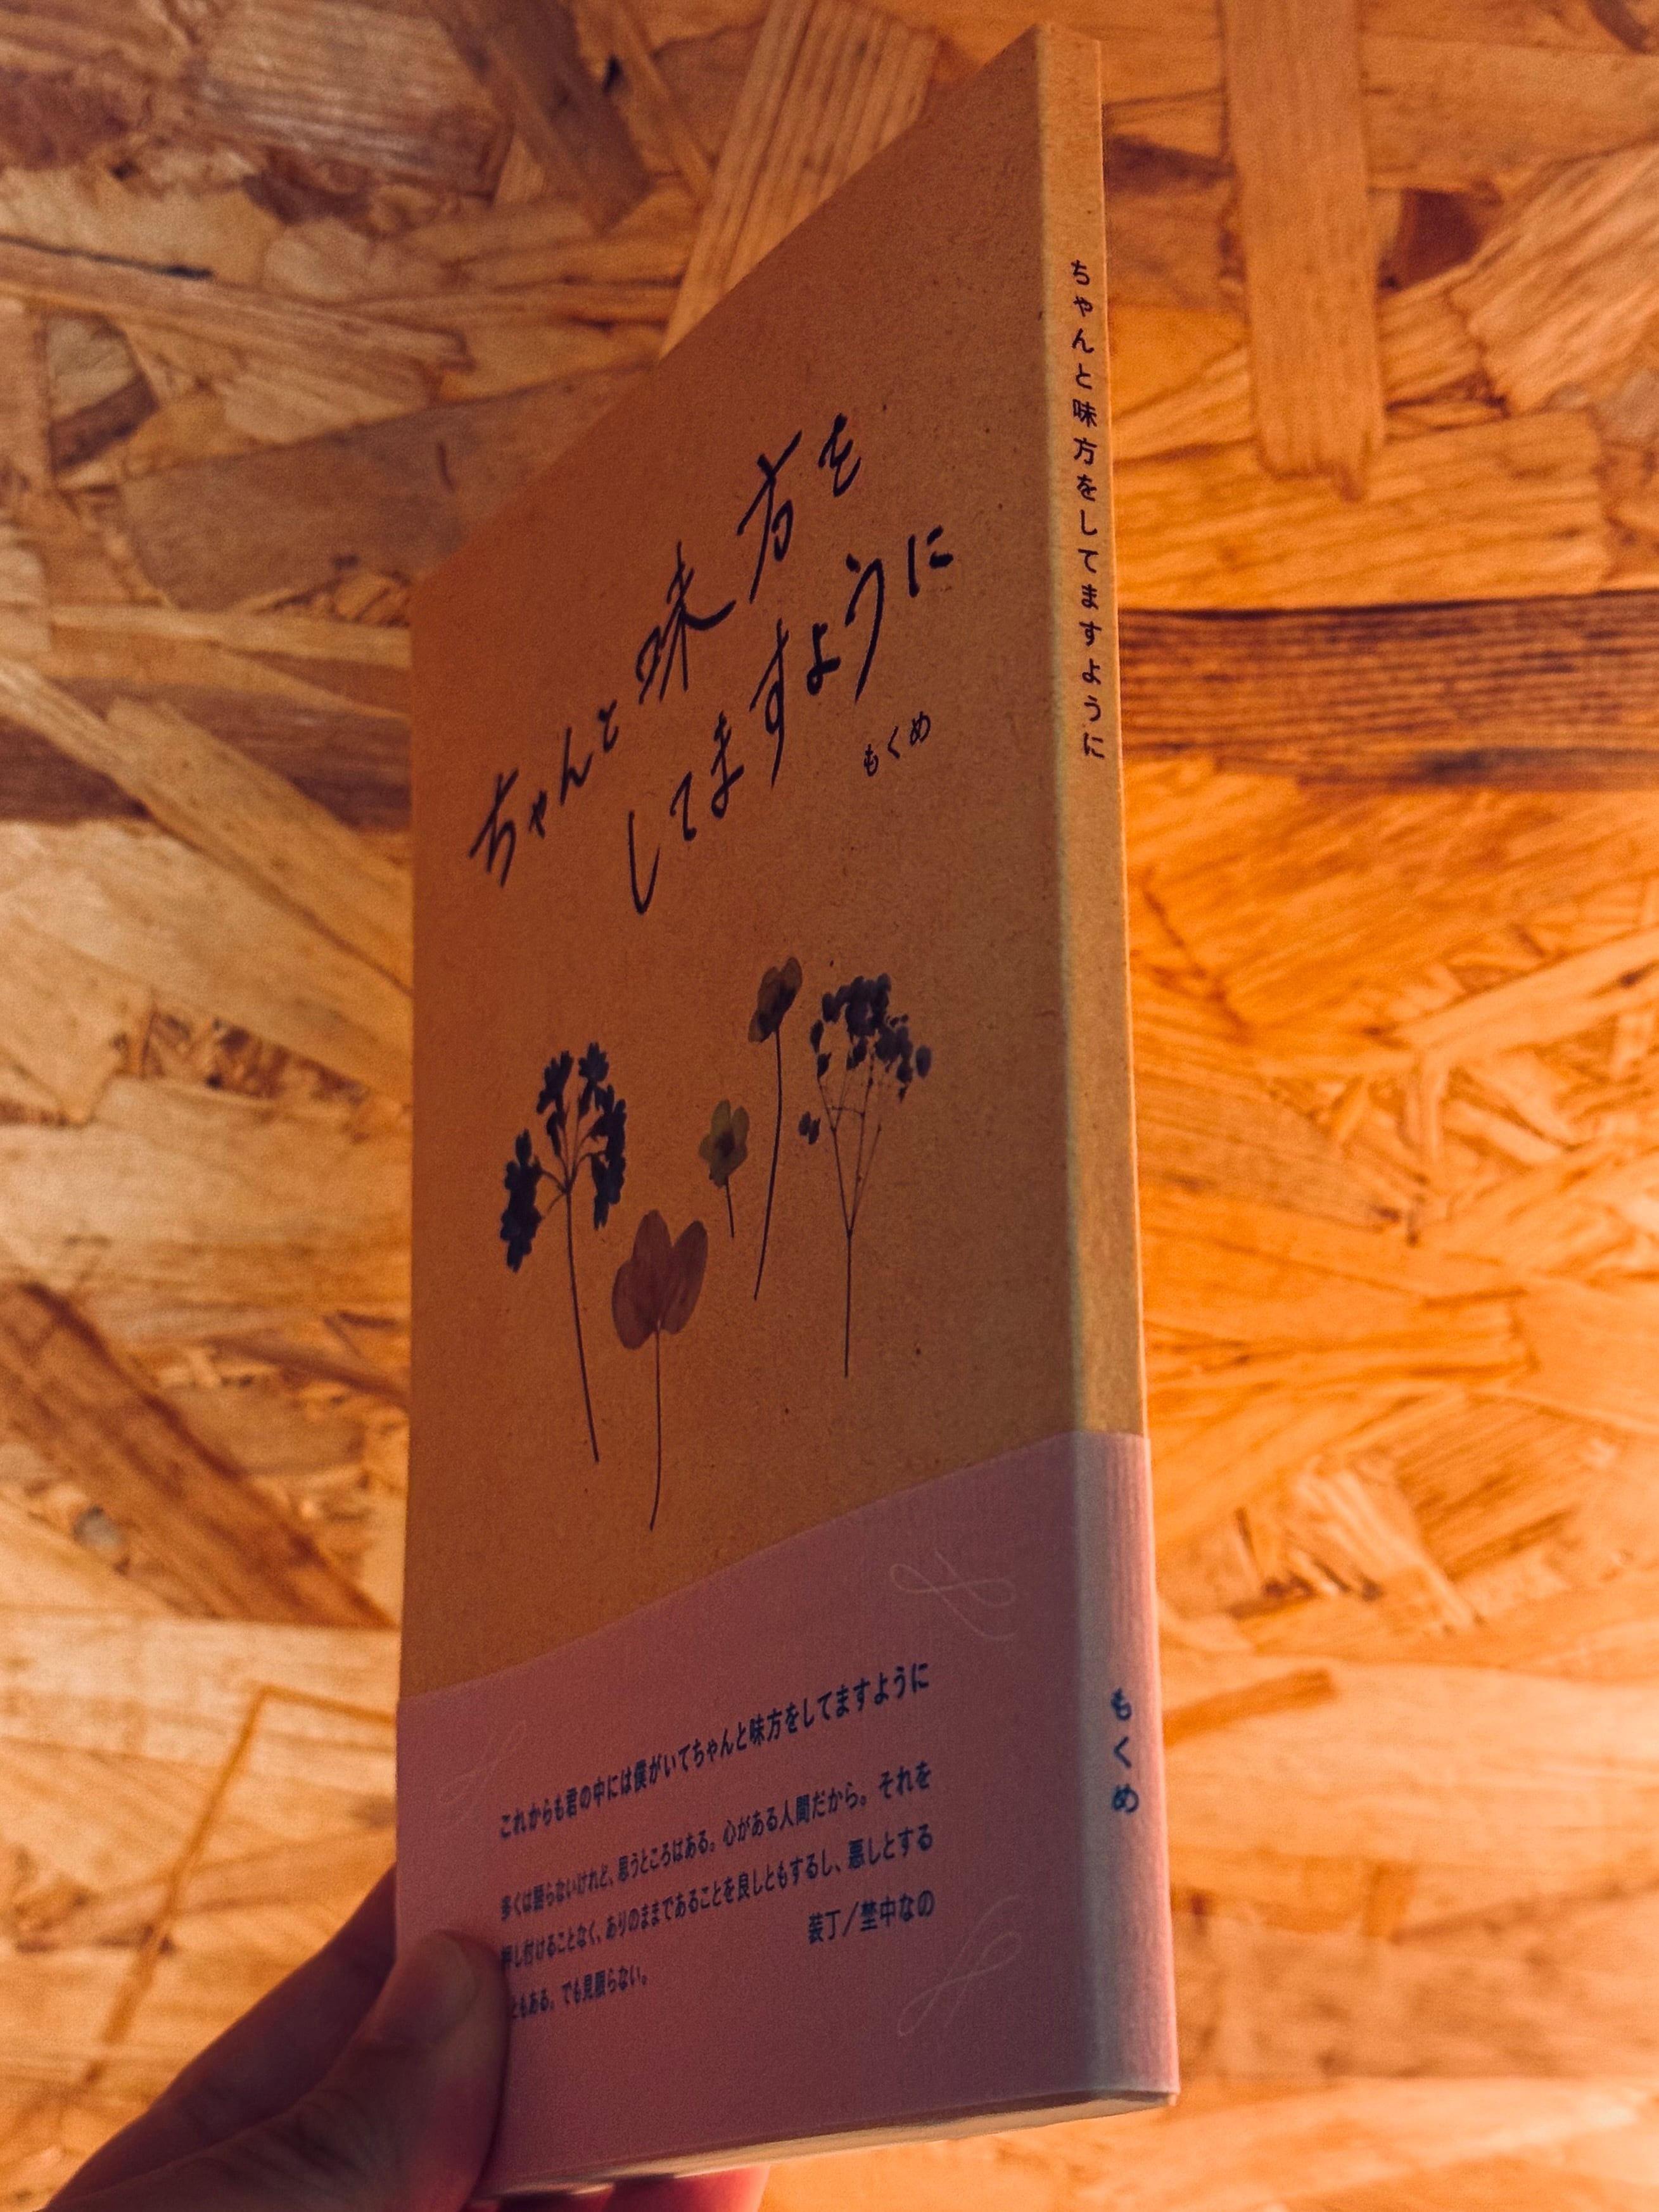 ちゃんと味方を
してますように
もくめ
ちゃんと味方をしてますように
これからも君の中には僕がいてちゃんと味方をしてますように
多くは語らないけれど、思うところはある。心がある人間だから。それを
押し付けることなく、ありのままであることを良しともするし、悪しとする
ともある。でも見限らない。
装丁/埜中なの
もくめ